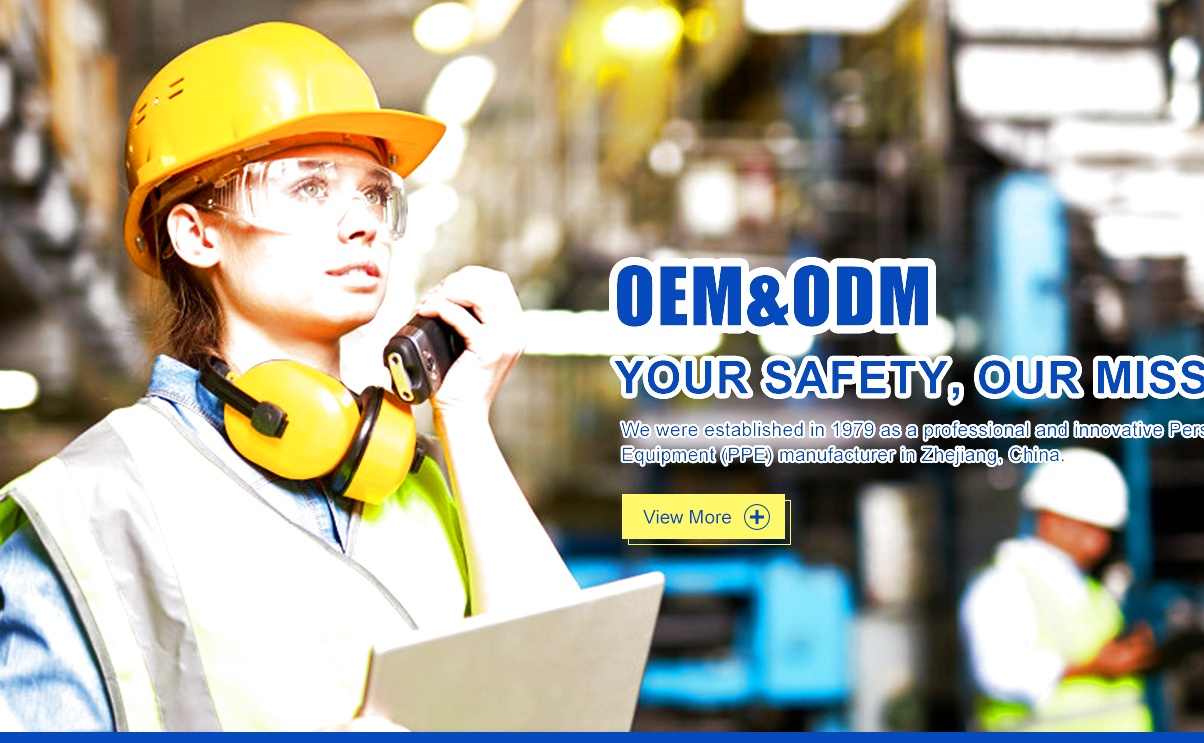 OEM&ODM
YOUR SAFETY, OUR MISS
We were established in 1979 as a professional and innovative Pers
Equipment (PPE) manufacturer in Zhejiang, China.
View More